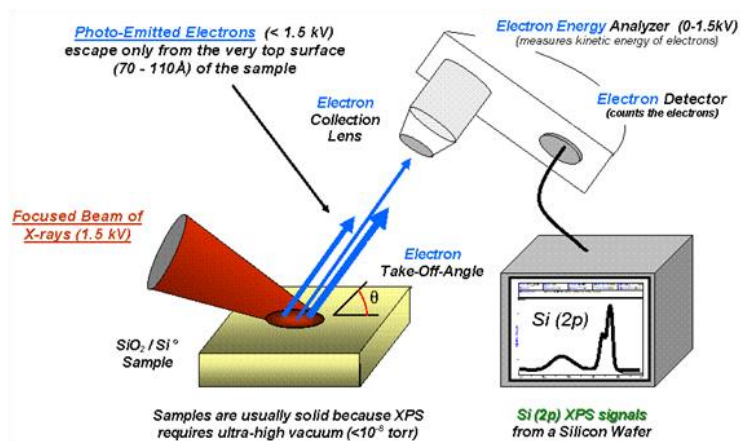 Photo-Emitted Electrons (< 1.5 kV)
escape only from the very top surface
(70 - 110Å) of the sample
Electron Energy Analyzer (0-1.5kV)
(measures kinetic energy of electrons)
Electron
Collection
Lens
Electron Detector
(counts the electrons)
Focused Beam of
X-rays (1.5 kV)
Electron
Take-Off-Angle
θ
Si (2p)
SiO₂ / Si°
Sample
Samples are usually solid because XPS
requires ultra-high vacuum (<10⁻⁸ torr)
Si (2p) XPS signals
from a Silicon Wafer